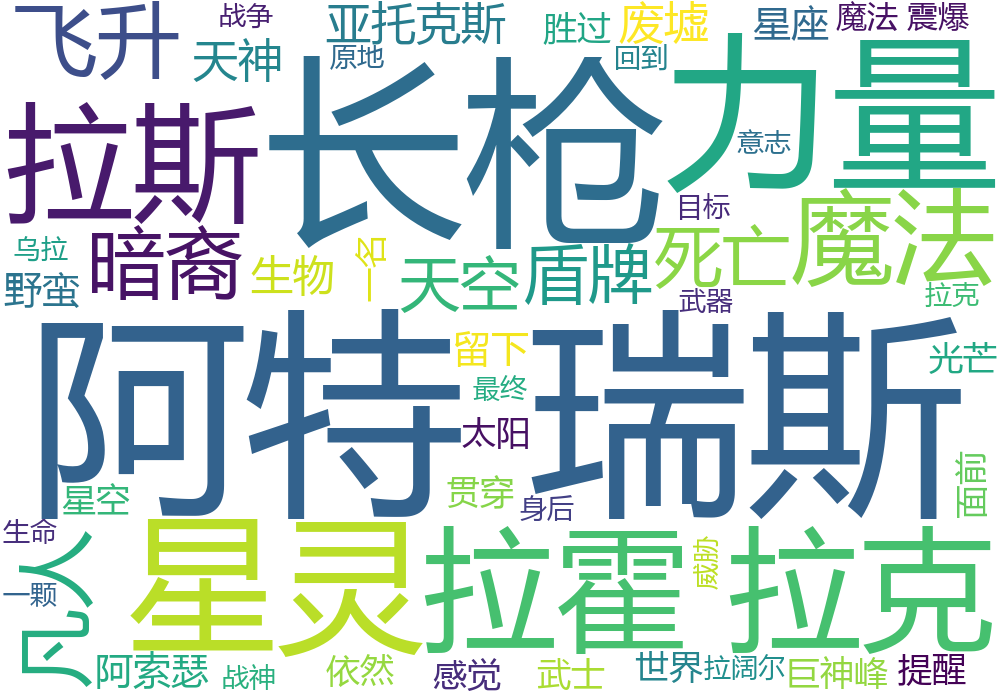 飞升
战争
亚托克斯
胜过
废墟
星座
魔法 震爆
天神
原地
回到
长枪
力量
意志
拉斯
目标
暗裔
乌拉
野蛮
生物
一名
天空
盾牌
死亡
魔法
武器
拉克
阿特瑞斯
留下
光芒
最终
太阳
星空
贯穿
身后
面前
生命
一颗
凡人
星灵
拉霍
威胁
拉克
阿索瑟
战神
依然
感觉
武士
世界
拉阔尔
巨神峰
提醒